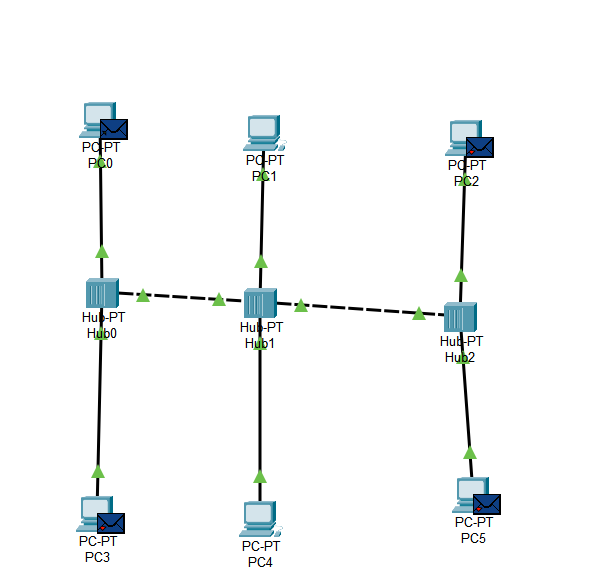 PC-PT
PC0
PC-PT
PC1
PC-PT
PC2
Hub-PT
Hub0
Hub-PT
Hub1
Hub-PT
Hub2
PC-PT
PC3
PC-PT
PC4
PC-PT
PC5